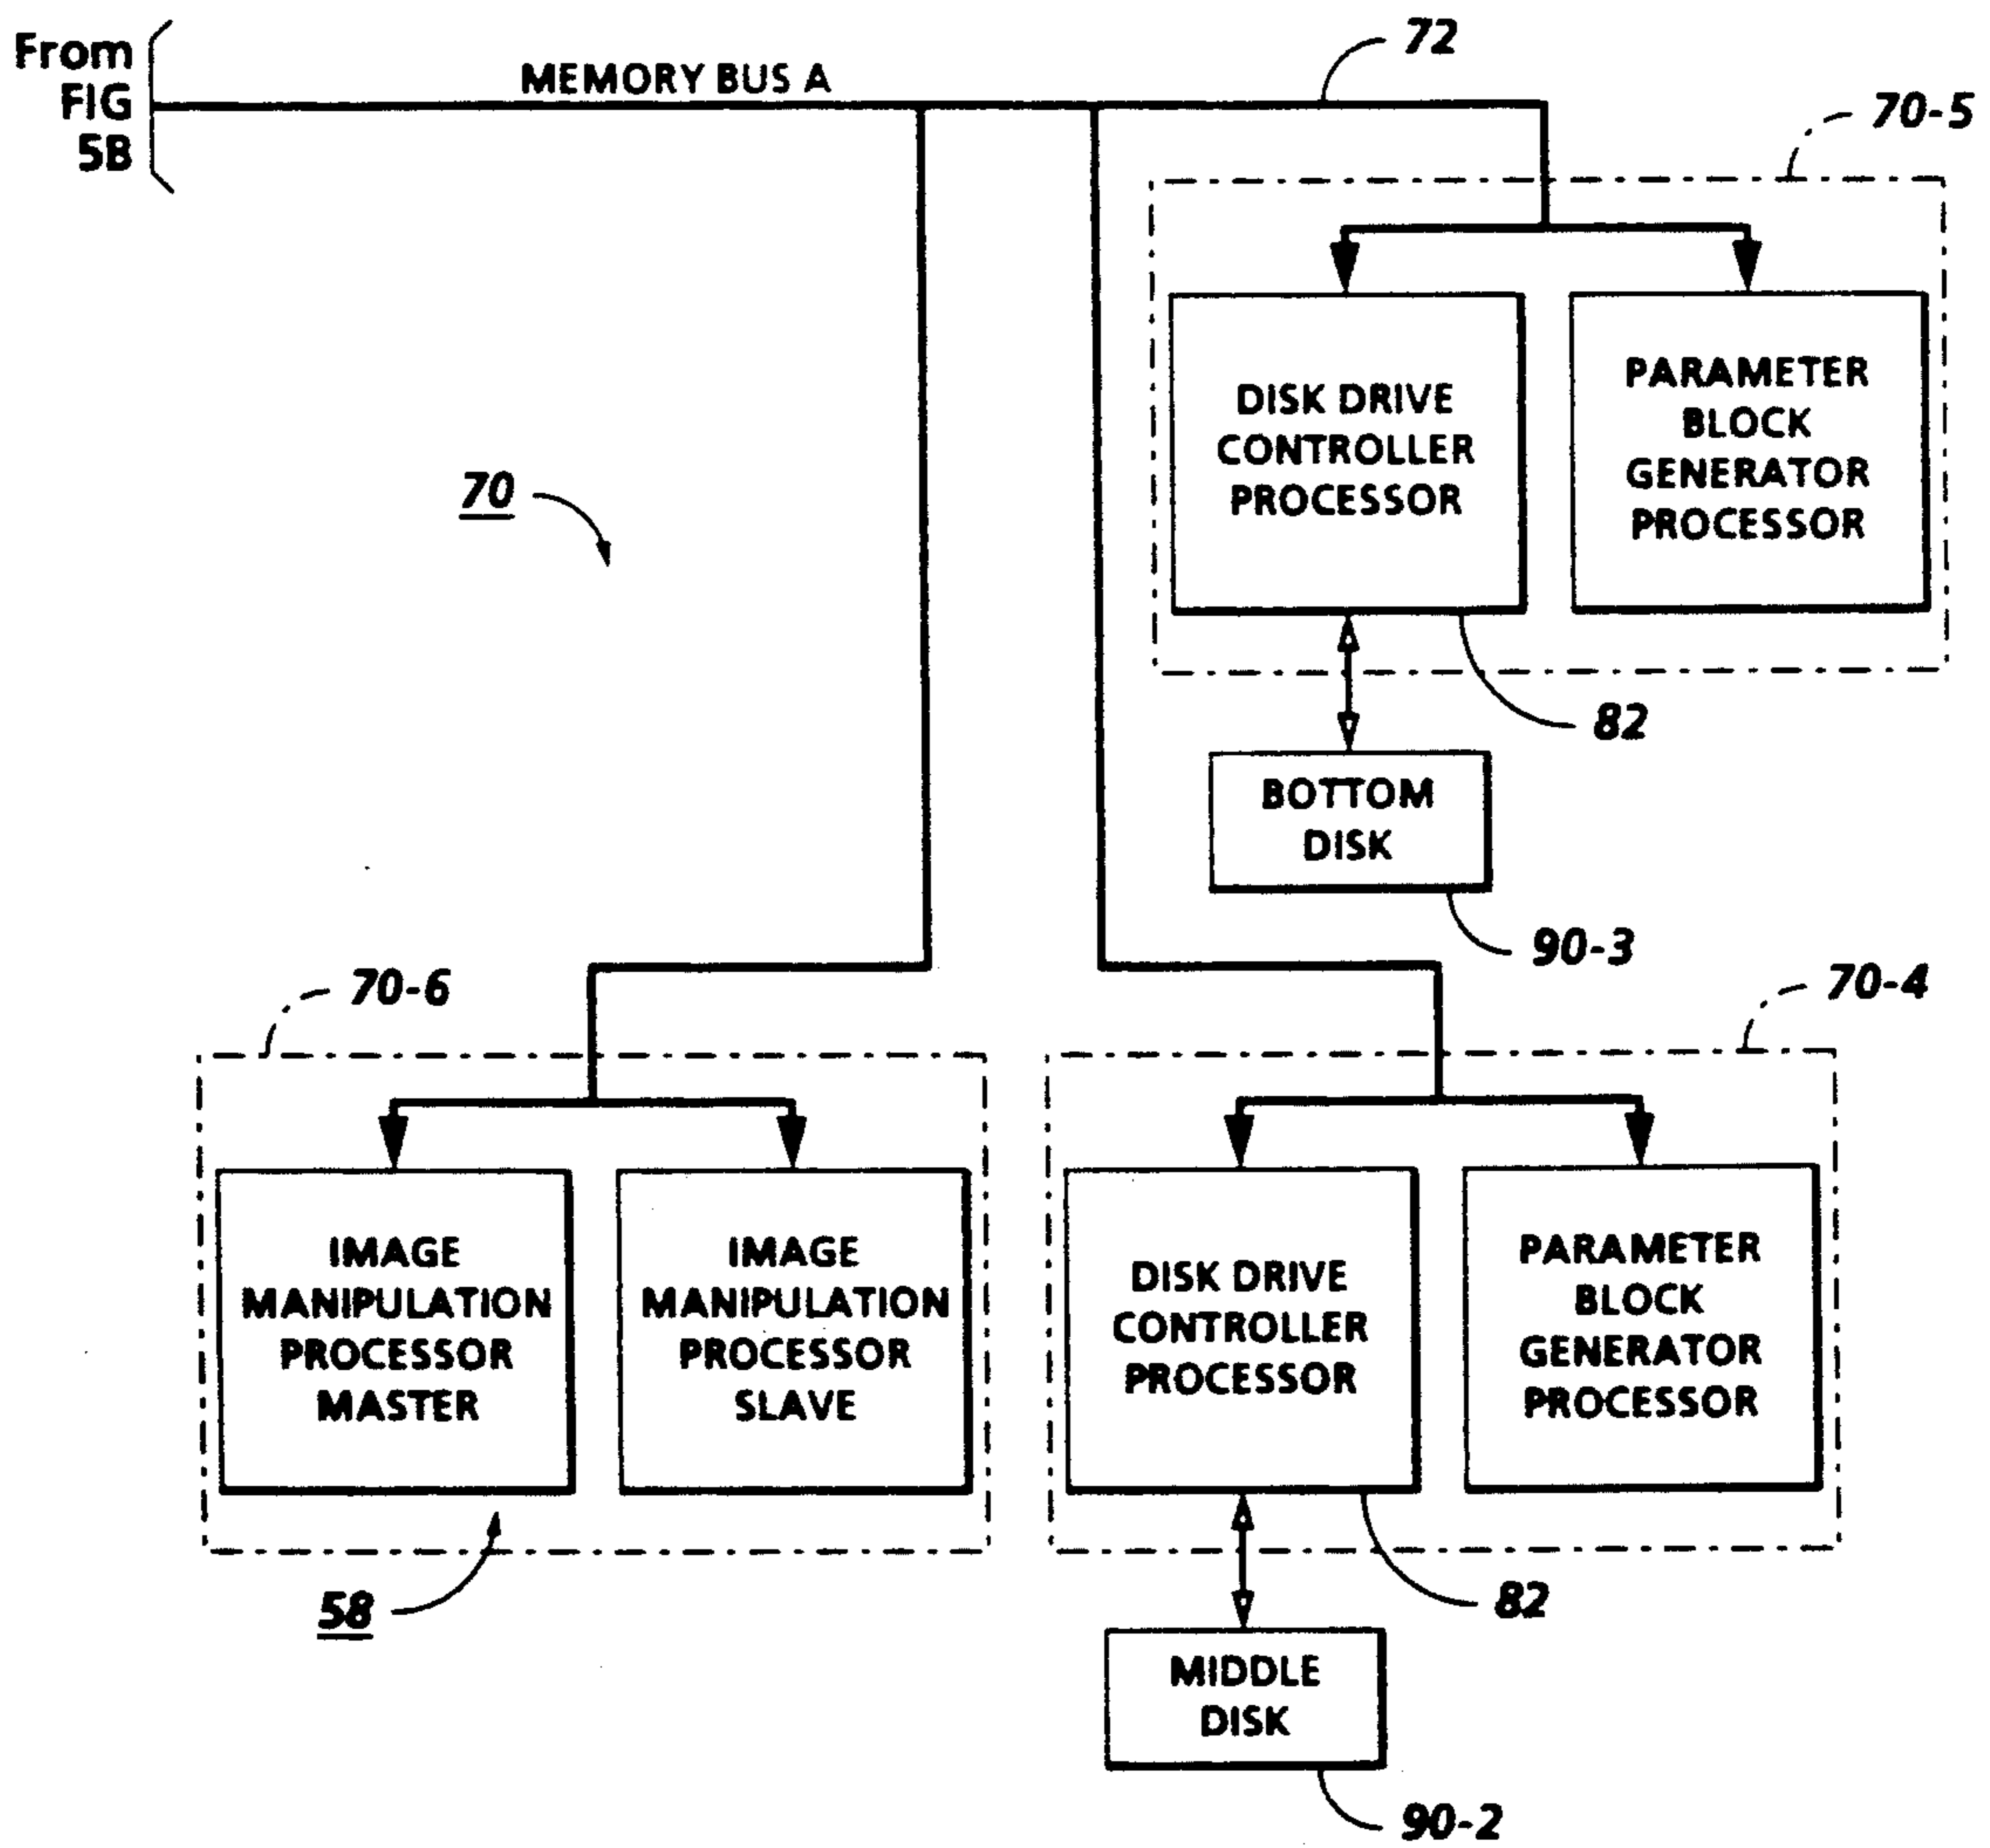 From
FIG
5B
MEMORY BUS A
72
70-5
DISK DRIVE
CONTROLLER
PROCESSOR
PARAMETER
BLOCK
GENERATOR
PROCESSOR
70
82
BOTTOM
DISK
90-3
70-6
70-4
IMAGE
MANIPULATION
PROCESSOR
MASTER
IMAGE
MANIPULATION
PROCESSOR
SLAVE
DISK DRIVE
CONTROLLER
PROCESSOR
PARAMETER
BLOCK
GENERATOR
PROCESSOR
58
82
MIDDLE
DISK
90-2